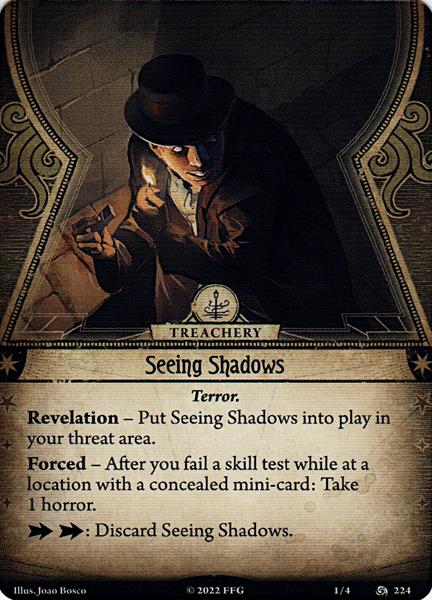 TREACHERY
Seeing Shadows
Terror.
Revelation – Put Seeing Shadows into play in
your threat area.
Forced – After you fail a skill test while at a
location with a concealed mini-card: Take
1 horror.
: Discard Seeing Shadows.
Illus. Joao Bosco © 2022 FFG 1/4 224